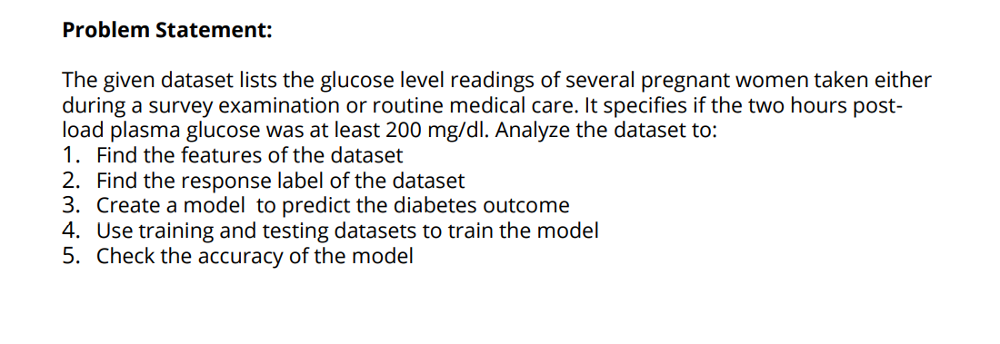 Problem Statement:
The given dataset lists the glucose level readings of several pregnant women taken either
during a survey examination or routine medical care. It specifies if the two hours post-
load plasma glucose was at least 200 mg/dl. Analyze the dataset to:
1. Find the features of the dataset
2. Find the response label of the dataset
3. Create a model to predict the diabetes outcome
4. Use training and testing datasets to train the model
5. Check the accuracy of the model